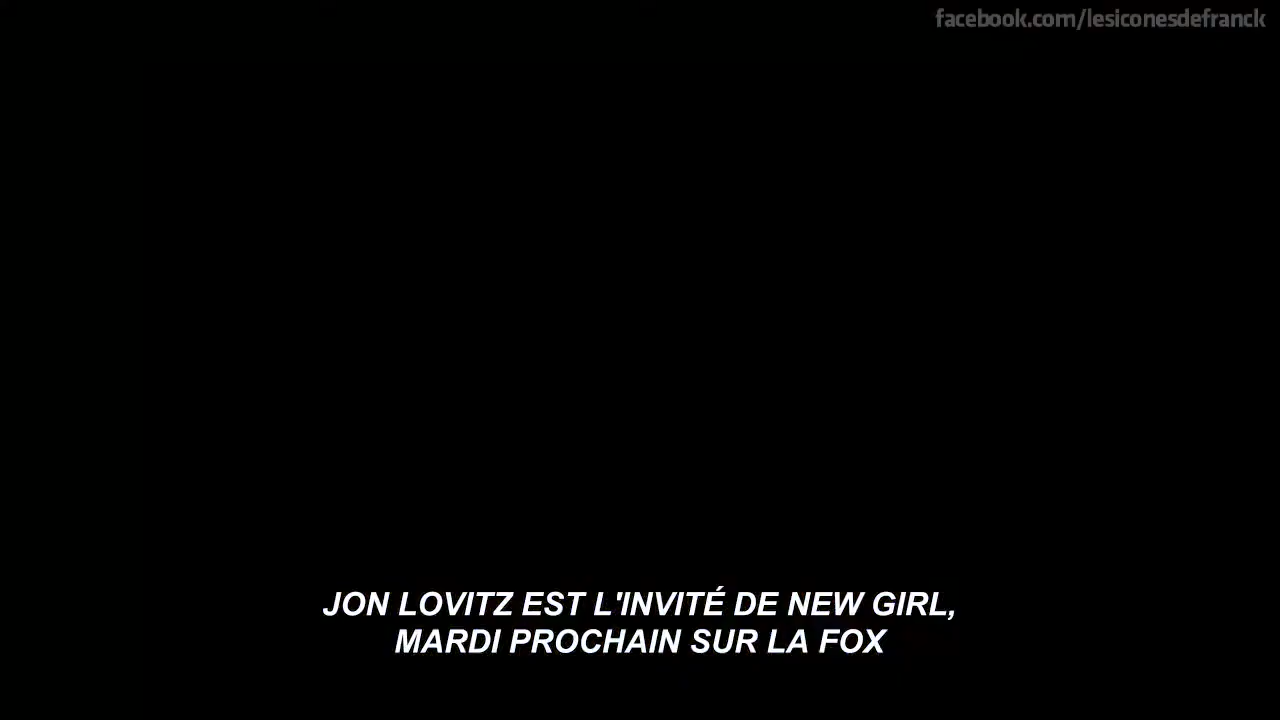 facebook.com/lesiconesdefranck
JON LOVITZ EST L'INVITÉ DE NEW GIRL,
MARDI PROCHAIN SUR LA FOX